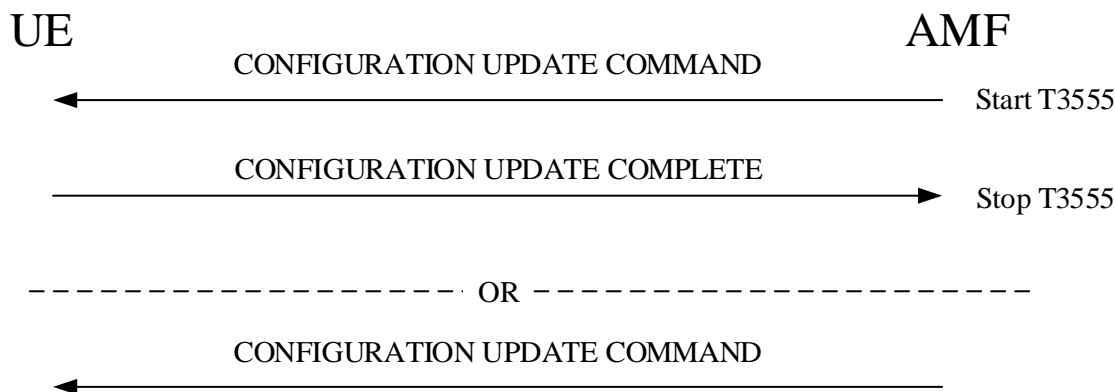 UE AMF
CONFIGURATION UPDATE COMMAND
Start T3555
CONFIGURATION UPDATE COMPLETE
Stop T3555
OR
CONFIGURATION UPDATE COMMAND